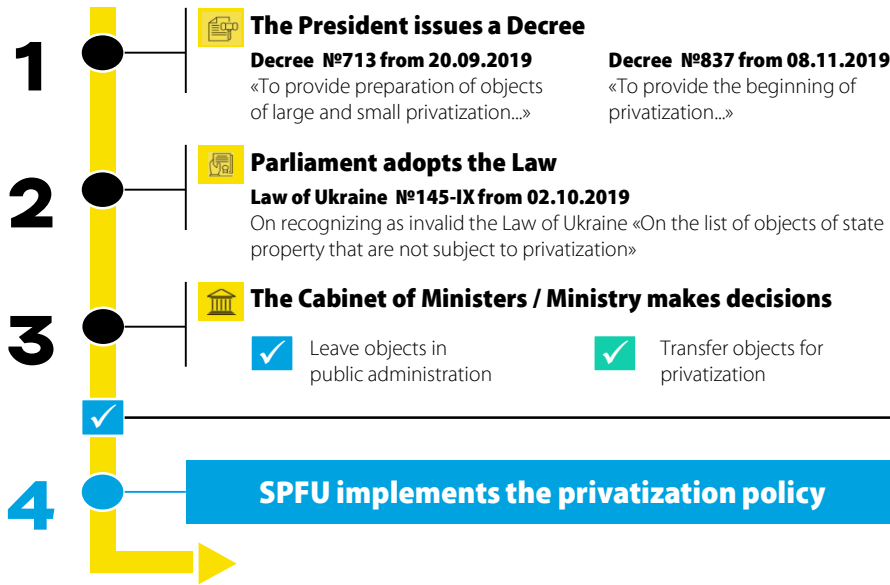 1
The President issues a Decree
Decree №713 from 20.09.2019
«To provide preparation of objects
of large and small privatization...»
Decree №837 from 08.11.2019
«To provide the beginning of
privatization...»
2
Parliament adopts the Law
Law of Ukraine №145-IX from 02.10.2019
On recognizing as invalid the Law of Ukraine «On the list of objects of state
property that are not subject to privatization»
3
The Cabinet of Ministers / Ministry makes decisions
Leave objects in
public administration
Transfer objects for
privatization
4
SPFU implements the privatization policy